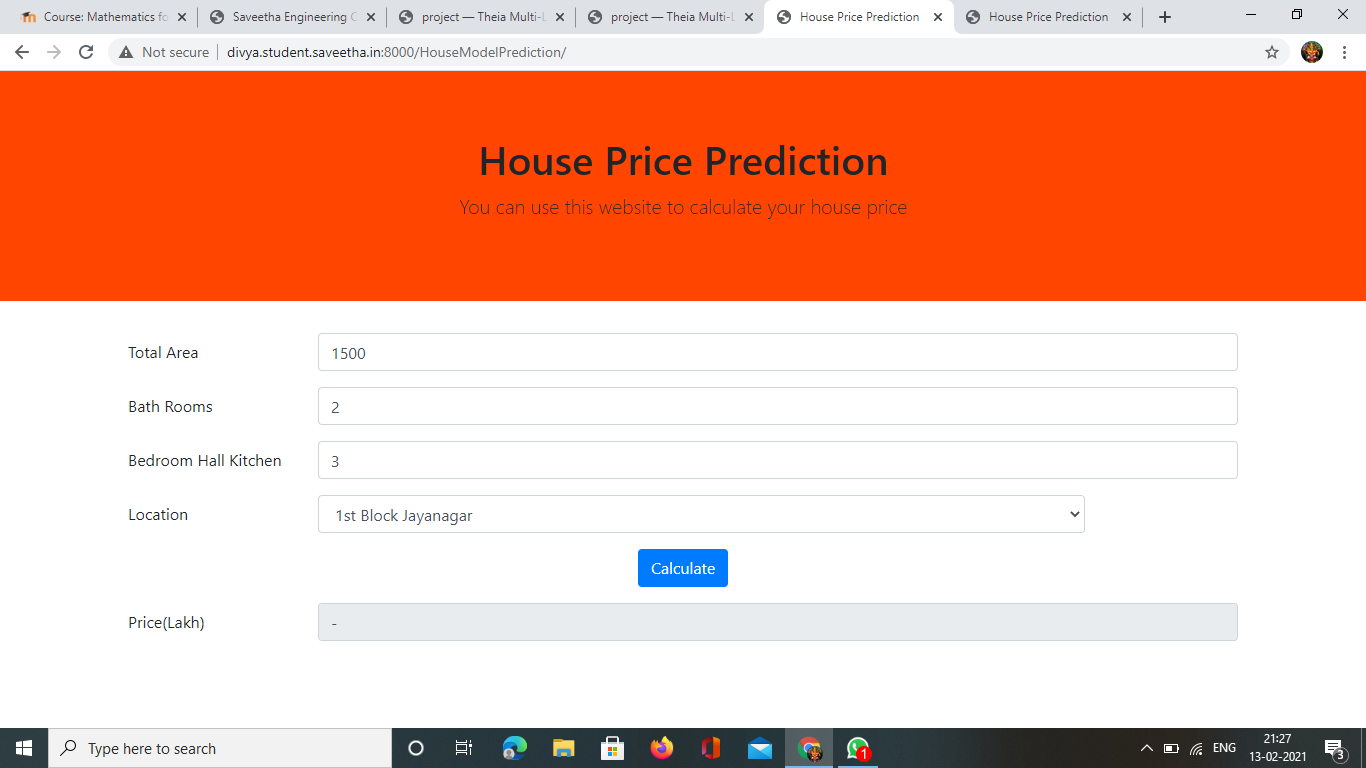 Course: Mathematics fo
Saveetha Engineering C
project — Theia Multi-L
project — Theia Multi-L
House Price Prediction
House Price Prediction
Not secure
divya.student.saveetha.in:8000/HouseModelPrediction/
House Price Prediction
You can use this website to calculate your house price
Total Area
1500
Bath Rooms
2
Bedroom Hall Kitchen
3
Location
1st Block Jayanagar
Calculate
Price(Lakh)
-
Type here to search
1
ENG
21:27
13-02-2021
3